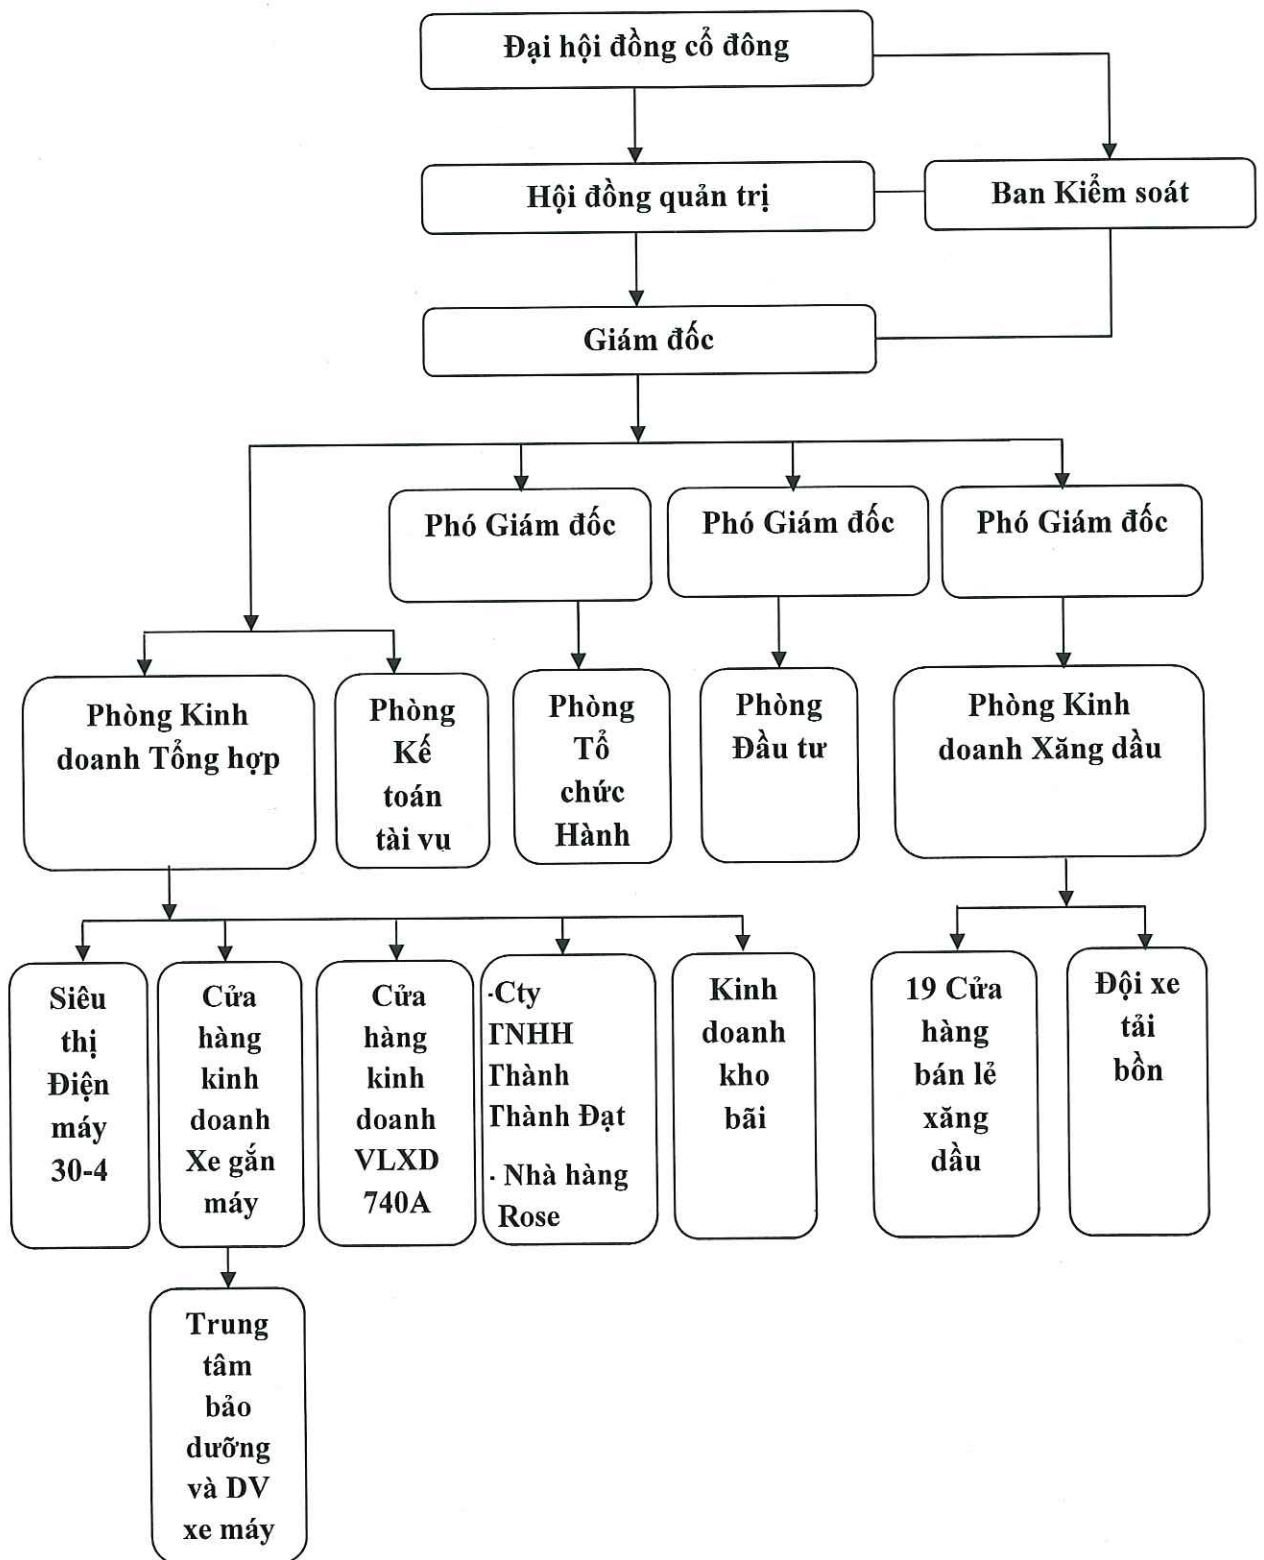 Đại hội đồng cổ đông
Hội đồng quản trị
Ban Kiểm soát
Giám đốc
Phó Giám đốc
Phó Giám đốc
Phó Giám đốc
Phòng Kinh
doanh Tổng hợp
Phòng
Kế
toán
tài vụ
Phòng
Tổ
chức
Hành
Phòng
Đầu tư
Phòng Kinh
doanh Xăng dầu
Siêu
thị
Điện
máy
30-4
Cửa
hàng
kinh
doanh
Xe gắn
máy
Cửa
hàng
kinh
doanh
VLXD
740A
-Cty
TNHH
Thành
Thành Đạt
- Nhà hàng
Rose
Kinh
doanh
kho
bãi
19 Cửa
hàng
bán lẻ
xăng
dầu
Đội xe
tải
bồn
Trung
tâm
bảo
dưỡng
và DV
xe máy